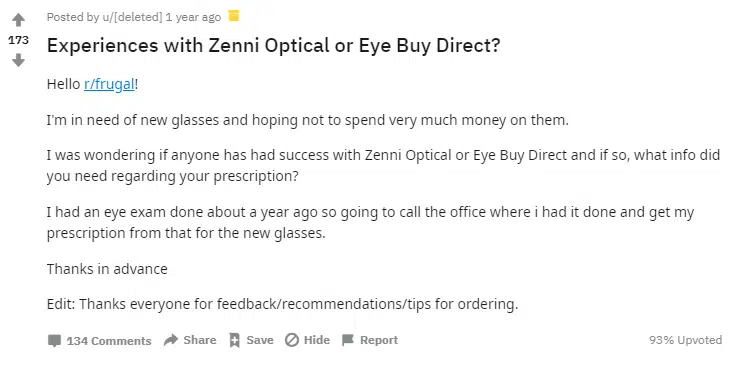 Posted by u/[deleted] 1 year ago
173
Experiences with Zenni Optical or Eye Buy Direct?
Hello r/frugal!
I'm in need of new glasses and hoping not to spend very much money on them.
I was wondering if anyone has had success with Zenni Optical or Eye Buy Direct and if so, what info did
you need regarding your prescription?
I had an eye exam done about a year ago so going to call the office where i had it done and get my
prescription from that for the new glasses.
Thanks in advance
Edit: Thanks everyone for feedback/recommendations/tips for ordering.
134 Comments Share Save Hide Report 93% Upvoted